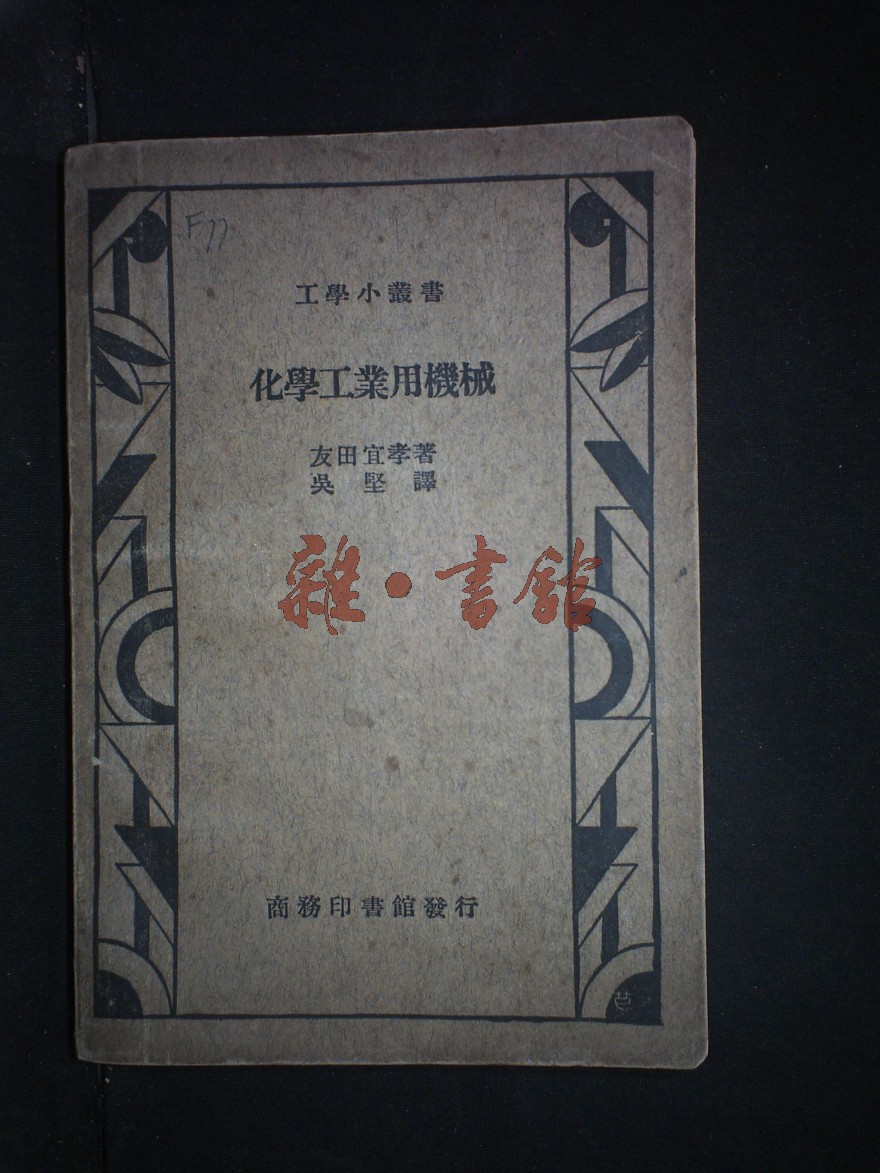 F77
工學小叢書
化學工業用機械
友田宜孝著
吳堅譯
雜·書館
商務印書館發行